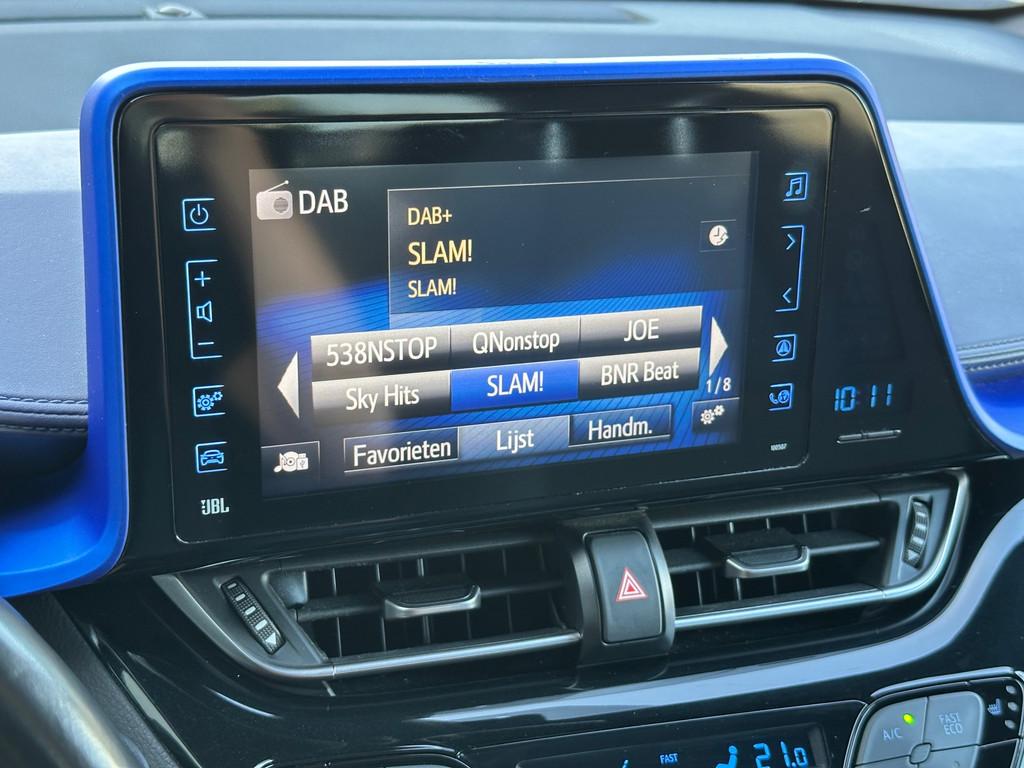 DAB
DAB+
SLAM!
SLAM!
538NSTOP QNonstop JOE
Sky Hits SLAM! BNR Beat
1/8
Favorieten Lijst Handm.
10:11
JBL
A/C FAST ECO
FAST
21.0